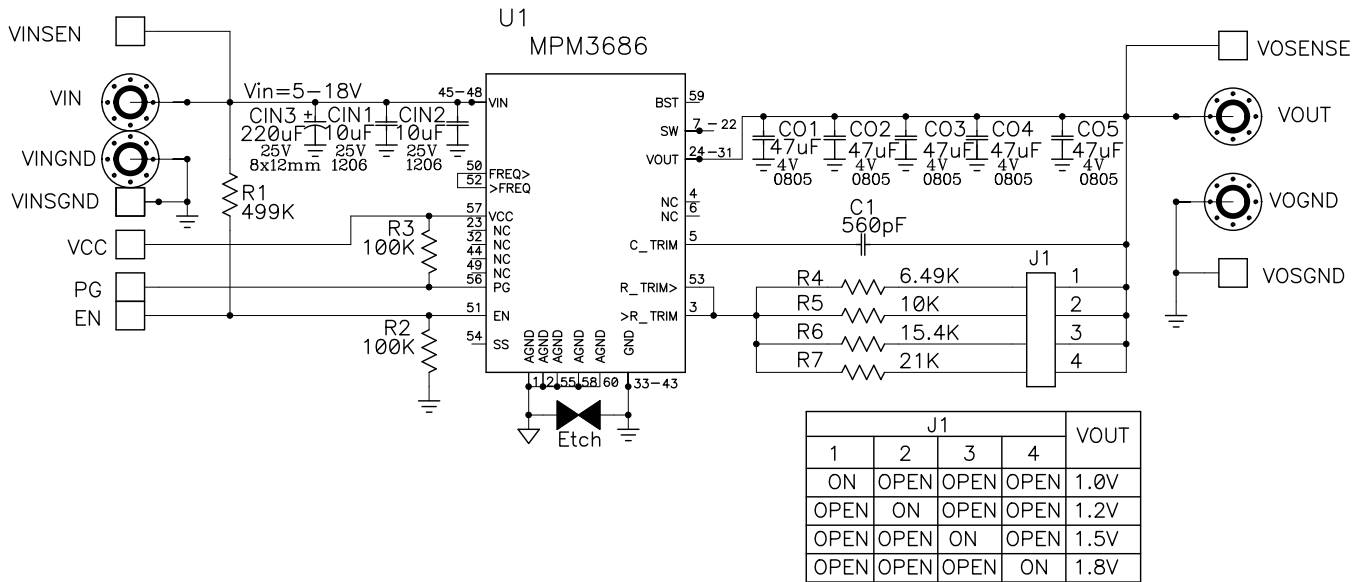 U1
MPM3686
VINSEN
VIN
VINGND
VINSGND
VCC
PG
EN
Vin=5-18V
CIN3 +
220uF
25V
8x12mm
CIN1
10uF
25V
1206
CIN2
10uF
25V
1206
R1
499K
R3
100K
R2
100K
45-48
50
52
57
23
32
44
49
56
51
54
VIN
FREQ>
>FREQ
VCC
NC
NC
NC
NC
PG
EN
SS
AGND
AGND
AGND
AGND
AGND
GND
1
2
55
58
60
33-43
Etch
BST
SW
VOUT
NC
NC
C_TRIM
R_TRIM>
>R_TRIM
59
7-22
24-31
4
6
5
53
3
CO1
47uF
4V
0805
CO2
47uF
4V
0805
CO3
47uF
4V
0805
CO4
47uF
4V
0805
CO5
47uF
4V
0805
C1
560pF
R4 6.49K
R5 10K
R6 15.4K
R7 21K
J1
1
2
3
4
VOSENSE
VOUT
VOGND
VOSGND
J1 VOUT
1 2 3 4
ON OPEN OPEN OPEN 1.0V
OPEN ON OPEN OPEN 1.2V
OPEN OPEN ON OPEN 1.5V
OPEN OPEN OPEN ON 1.8V